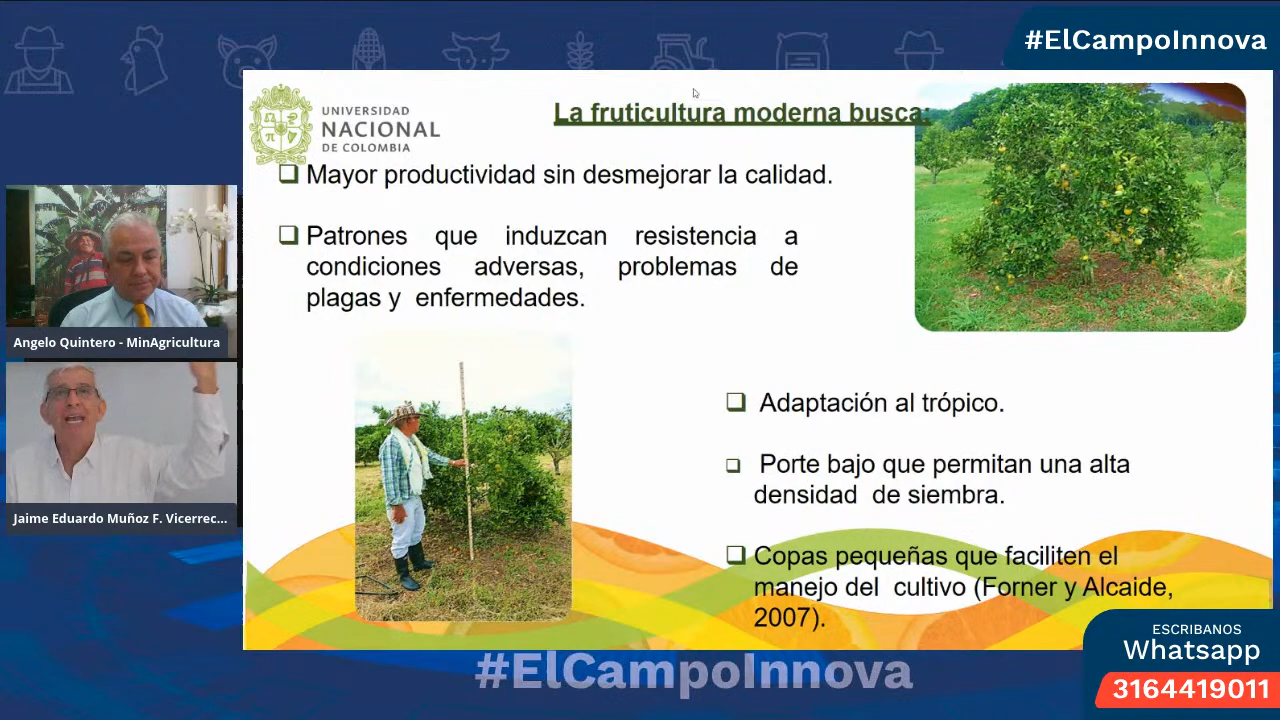 #ElCampoInnova
UNIVERSIDAD
NACIONAL
DE COLOMBIA
La fruticultura moderna busca:
Mayor productividad sin desmejorar la calidad.
Patrones que induzcan resistencia a
condiciones adversas, problemas de
plagas y enfermedades.
Angelo Quintero - MinAgricultura
Jaime Eduardo Muñoz F. Vicerrec...
Adaptación al trópico.
Porte bajo que permitan una alta
densidad de siembra.
Copas pequeñas que faciliten el
manejo del cultivo (Forner y Alcaide,
2007).
ESCRIBANOS
Whatsapp
3164419011
#ElCampoInnova